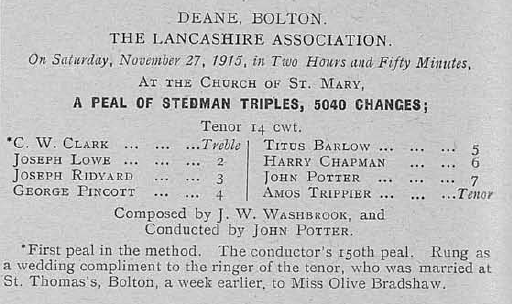 DEANE, BOLTON.
THE LANCASHIRE ASSOCIATION.
On Saturday, November 27, 1915, in Two Hours and Fifty Minutes,
AT THE CHURCH OF ST. MARY,
A PEAL OF STEDMAN TRIPLES, 5040 CHANGES;
Tenor 14 cwt.
*C. W. CLARK ... ... ...Treble
JOSEPH LOWE ... ... ... 2
JOSEPH RIDYARD ... ... 3
GEORGE PINCOTT ... ... 4
TITUS BARLOW ... ... ... 5
HARRY CHAPMAN ... ... 6
JOHN POTTER ... ... ... 7
AMOS TRIPPIER ... ... ...Tenor
Composed by J. W. WASHBROOK, and
Conducted by JOHN POTTER.
*First peal in the method. The conductor's 150th peal. Rung as
a wedding compliment to the ringer of the tenor, who was married at
St. Thomas's, Bolton, a week earlier, to Miss Olive Bradshaw.